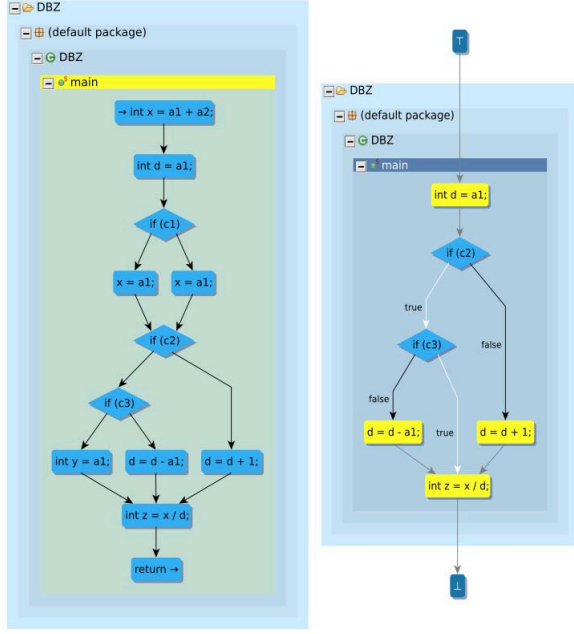 DBZ
(default package)
DBZ
main
→ int x = a1 + a2;
int d = a1;
if (c1)
x = a1;
x = a1;
if (c2)
if (c3)
int y = a1;
d = d - a1;
d = d + 1;
int z = x / d;
return →
⊤
DBZ
(default package)
DBZ
main
int d = a1;
if (c2)
true
if (c3)
false
false
d = d - a1;
true
d = d + 1;
int z = x / d;
⊥